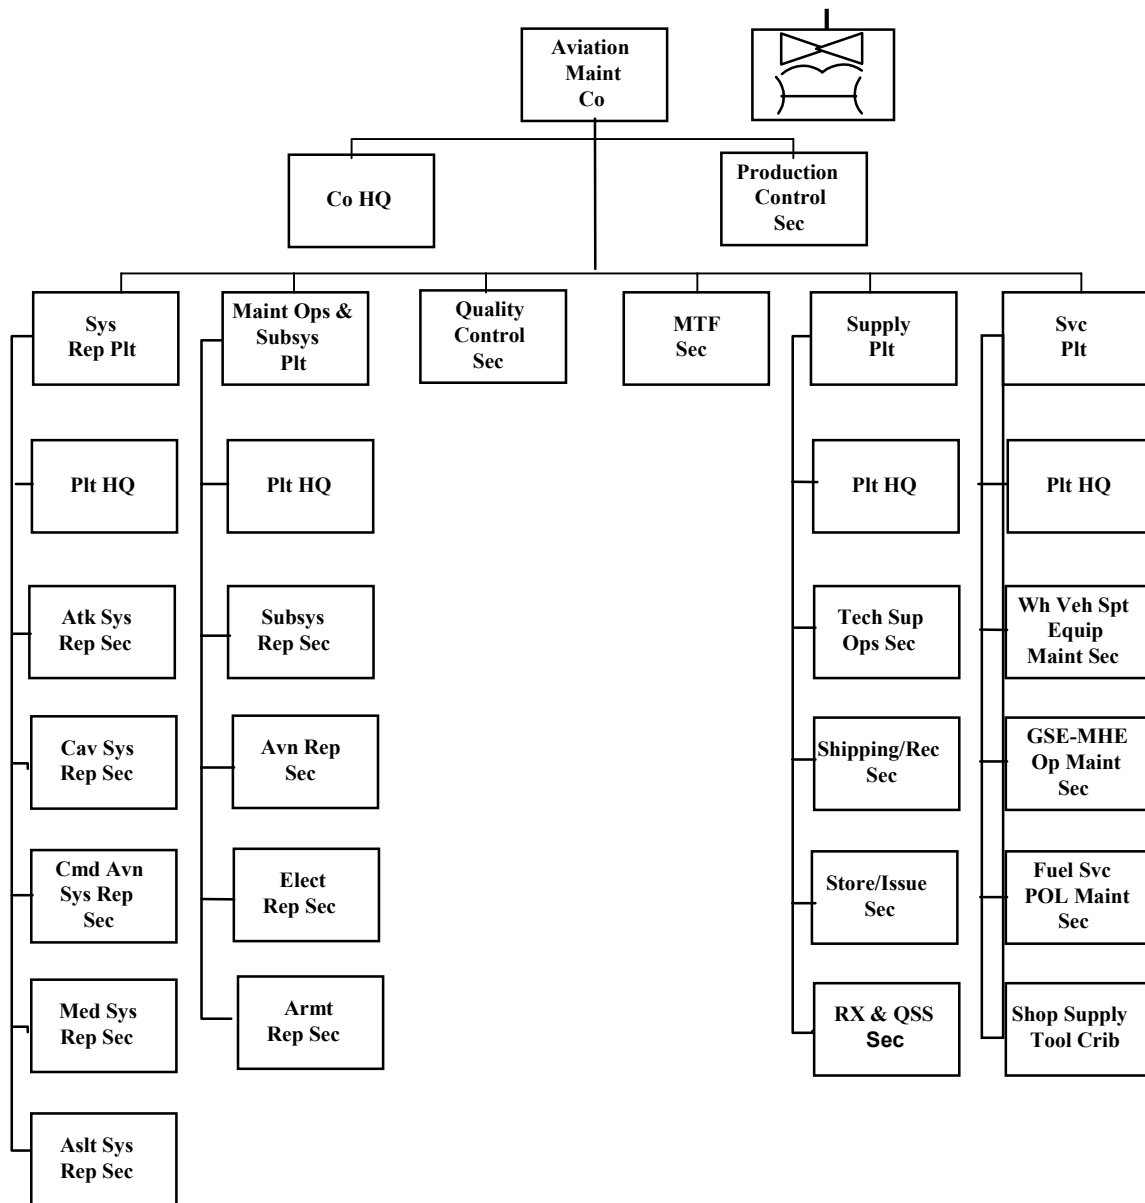 Aviation
Maint
Co
Co HQ
Production
Control
Sec
Sys
Rep Plt
Maint Ops &
Subsys
Plt
Quality
Control
Sec
MTF
Sec
Supply
Plt
Svc
Plt
Plt HQ
Plt HQ
Plt HQ
Plt HQ
Atk Sys
Rep Sec
Subsys
Rep Sec
Tech Sup
Ops Sec
Wh Veh Spt
Equip
Maint Sec
Cav Sys
Rep Sec
Avn Rep
Sec
Shipping/Rec
Sec
GSE-MHE
Op Maint
Sec
Cmd Avn
Sys Rep
Sec
Elect
Rep Sec
Store/Issue
Sec
Fuel Svc
POL Maint
Sec
Med Sys
Rep Sec
Armt
Rep Sec
RX & QSS
Sec
Shop Supply
Tool Crib
Aslt Sys
Rep Sec